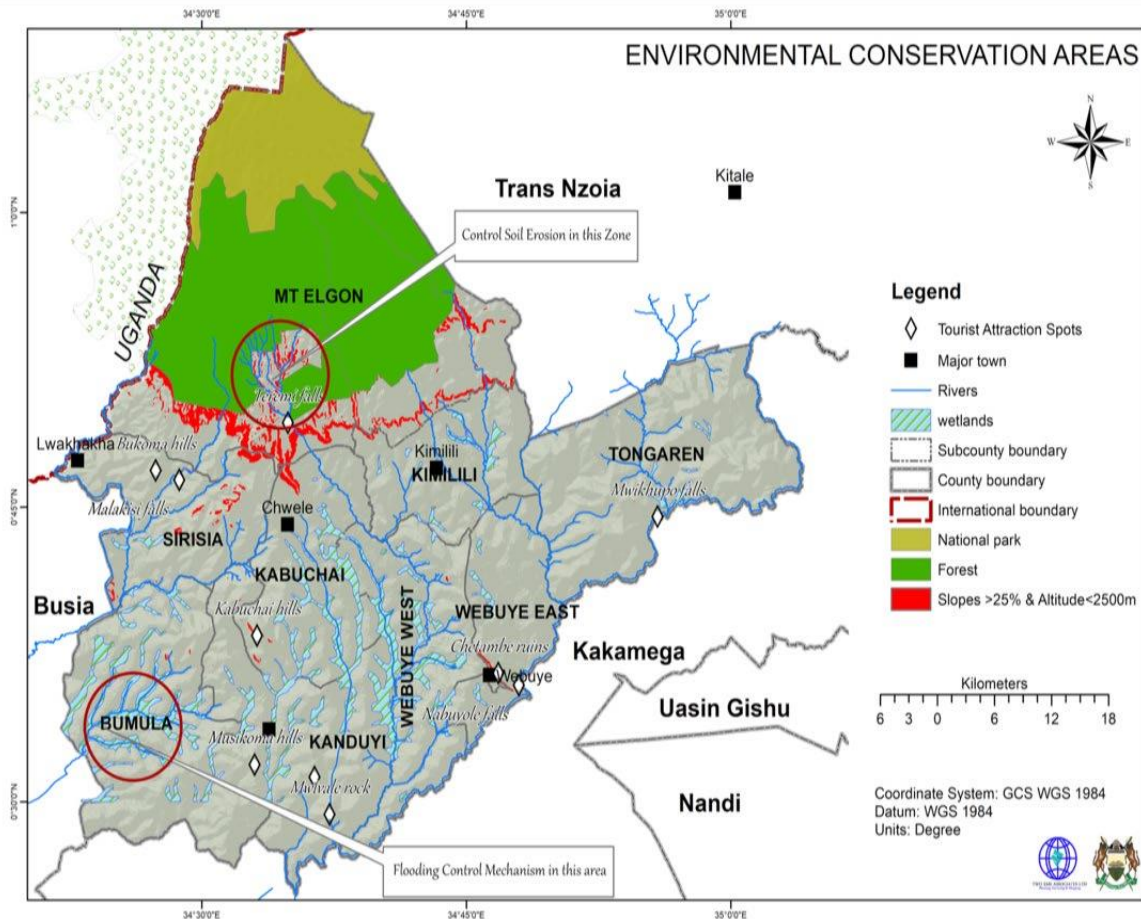 34°30'0"E
34°45'0"E
35°0'0"E
ENVIRONMENTAL CONSERVATION AREAS
N
W
E
S
Kitale
Trans Nzoia
1°0'0"N
Control Soil Erosion in this Zone
UGANDA
MT ELGON
Teremi falls
Lwakhakha
Bukoma hills
Kimilili
KIMILILI
TONGAREN
Mwikhupo falls
Malakisi falls
0°45'0"N
Chwele
SIRISIA
KABUCHAI
Busia
Kabuchai hills
WEBUYE WEST
WEBUYE EAST
Chetambe ruins
Kakamega
Webuye
Nabuyole falls
Uasin Gishu
BUMULA
Musikoma hills
KANDUYI
Mwivale rock
Nandi
0°30'0"N
Flooding Control Mechanism in this area
Legend
Tourist Attraction Spots
Major town
Rivers
wetlands
Subcounty boundary
County boundary
International boundary
National park
Forest
Slopes >25% & Altitude<2500m
Kilometers
6 3 0 6 12 18
Coordinate System: GCS WGS 1984
Datum: WGS 1984
Units: Degree
34°30'0"E
34°45'0"E
35°0'0"E